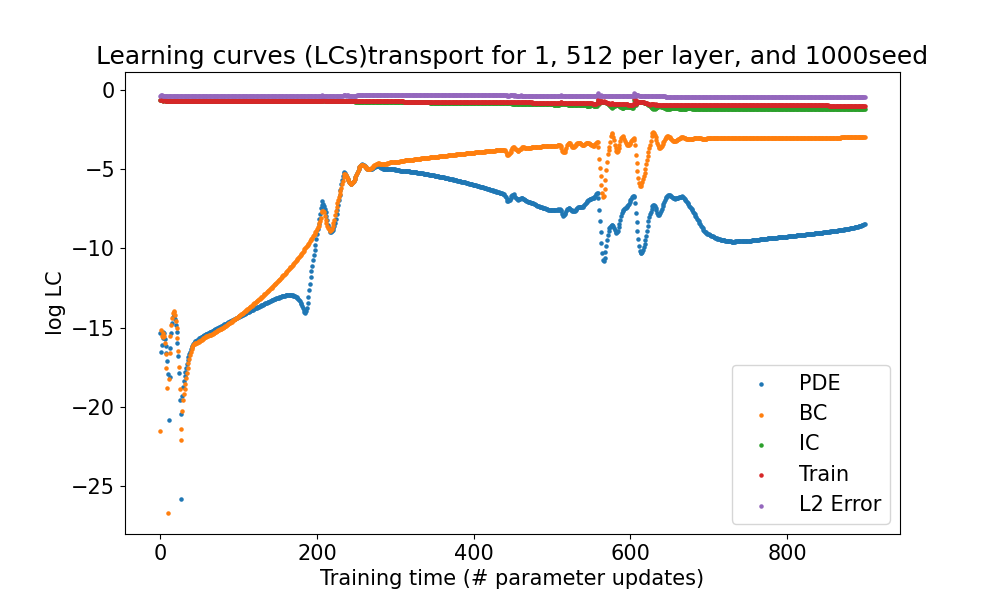 Learning curves (LCs)transport for 1, 512 per layer, and 1000seed
log LC
0
−5
−10
−15
−20
−25
0 200 400 600 800
Training time (# parameter updates)
PDE
BC
IC
Train
L2 Error